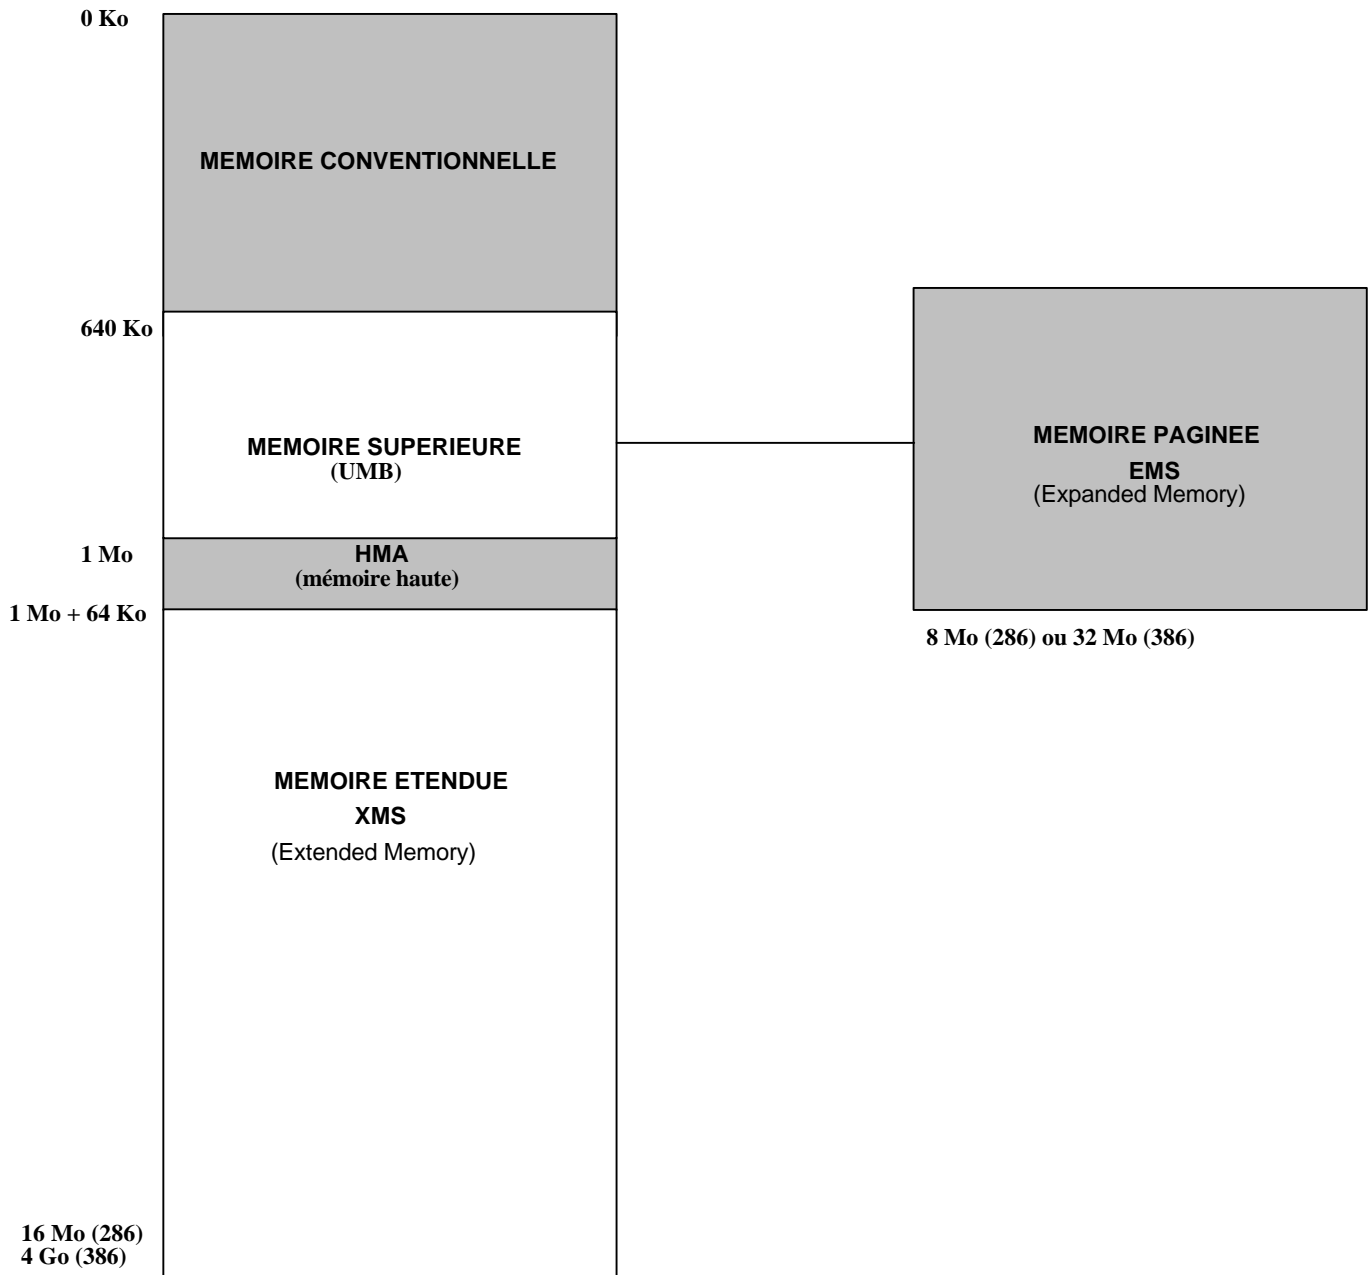 0 Ko
MEMOIRE CONVENTIONNELLE
640 Ko
MEMOIRE SUPERIEURE
(UMB)
MEMOIRE PAGINEE
EMS
(Expanded Memory)
1 Mo
HMA
(mémoire haute)
1 Mo + 64 Ko
8 Mo (286) ou 32 Mo (386)
MEMOIRE ETENDUE
XMS
(Extended Memory)
16 Mo (286)
4 Go (386)